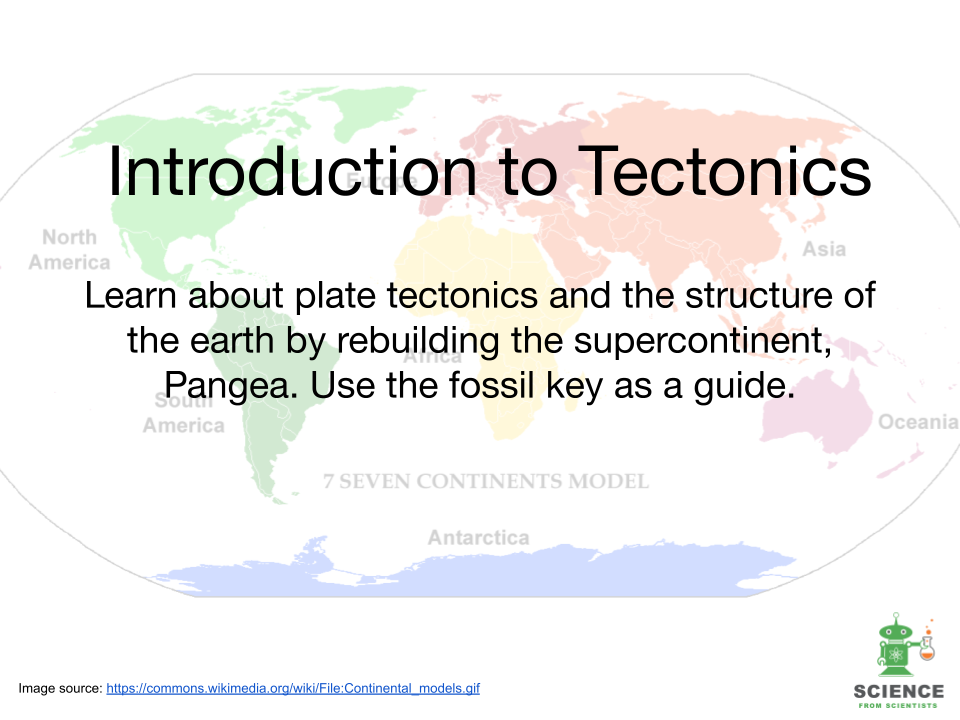 Introduction to Tectonics
Europe
North
America
Asia
Learn about plate tectonics and the structure of
the earth by rebuilding the supercontinent,
Africa
Pangea. Use the fossil key as a guide.
South
America
Oceania
7 SEVEN CONTINENTS MODEL
Antarctica
Image source: https://commons.wikimedia.org/wiki/File:Continental_models.gif
SCIENCE
FROM SCIENTISTS